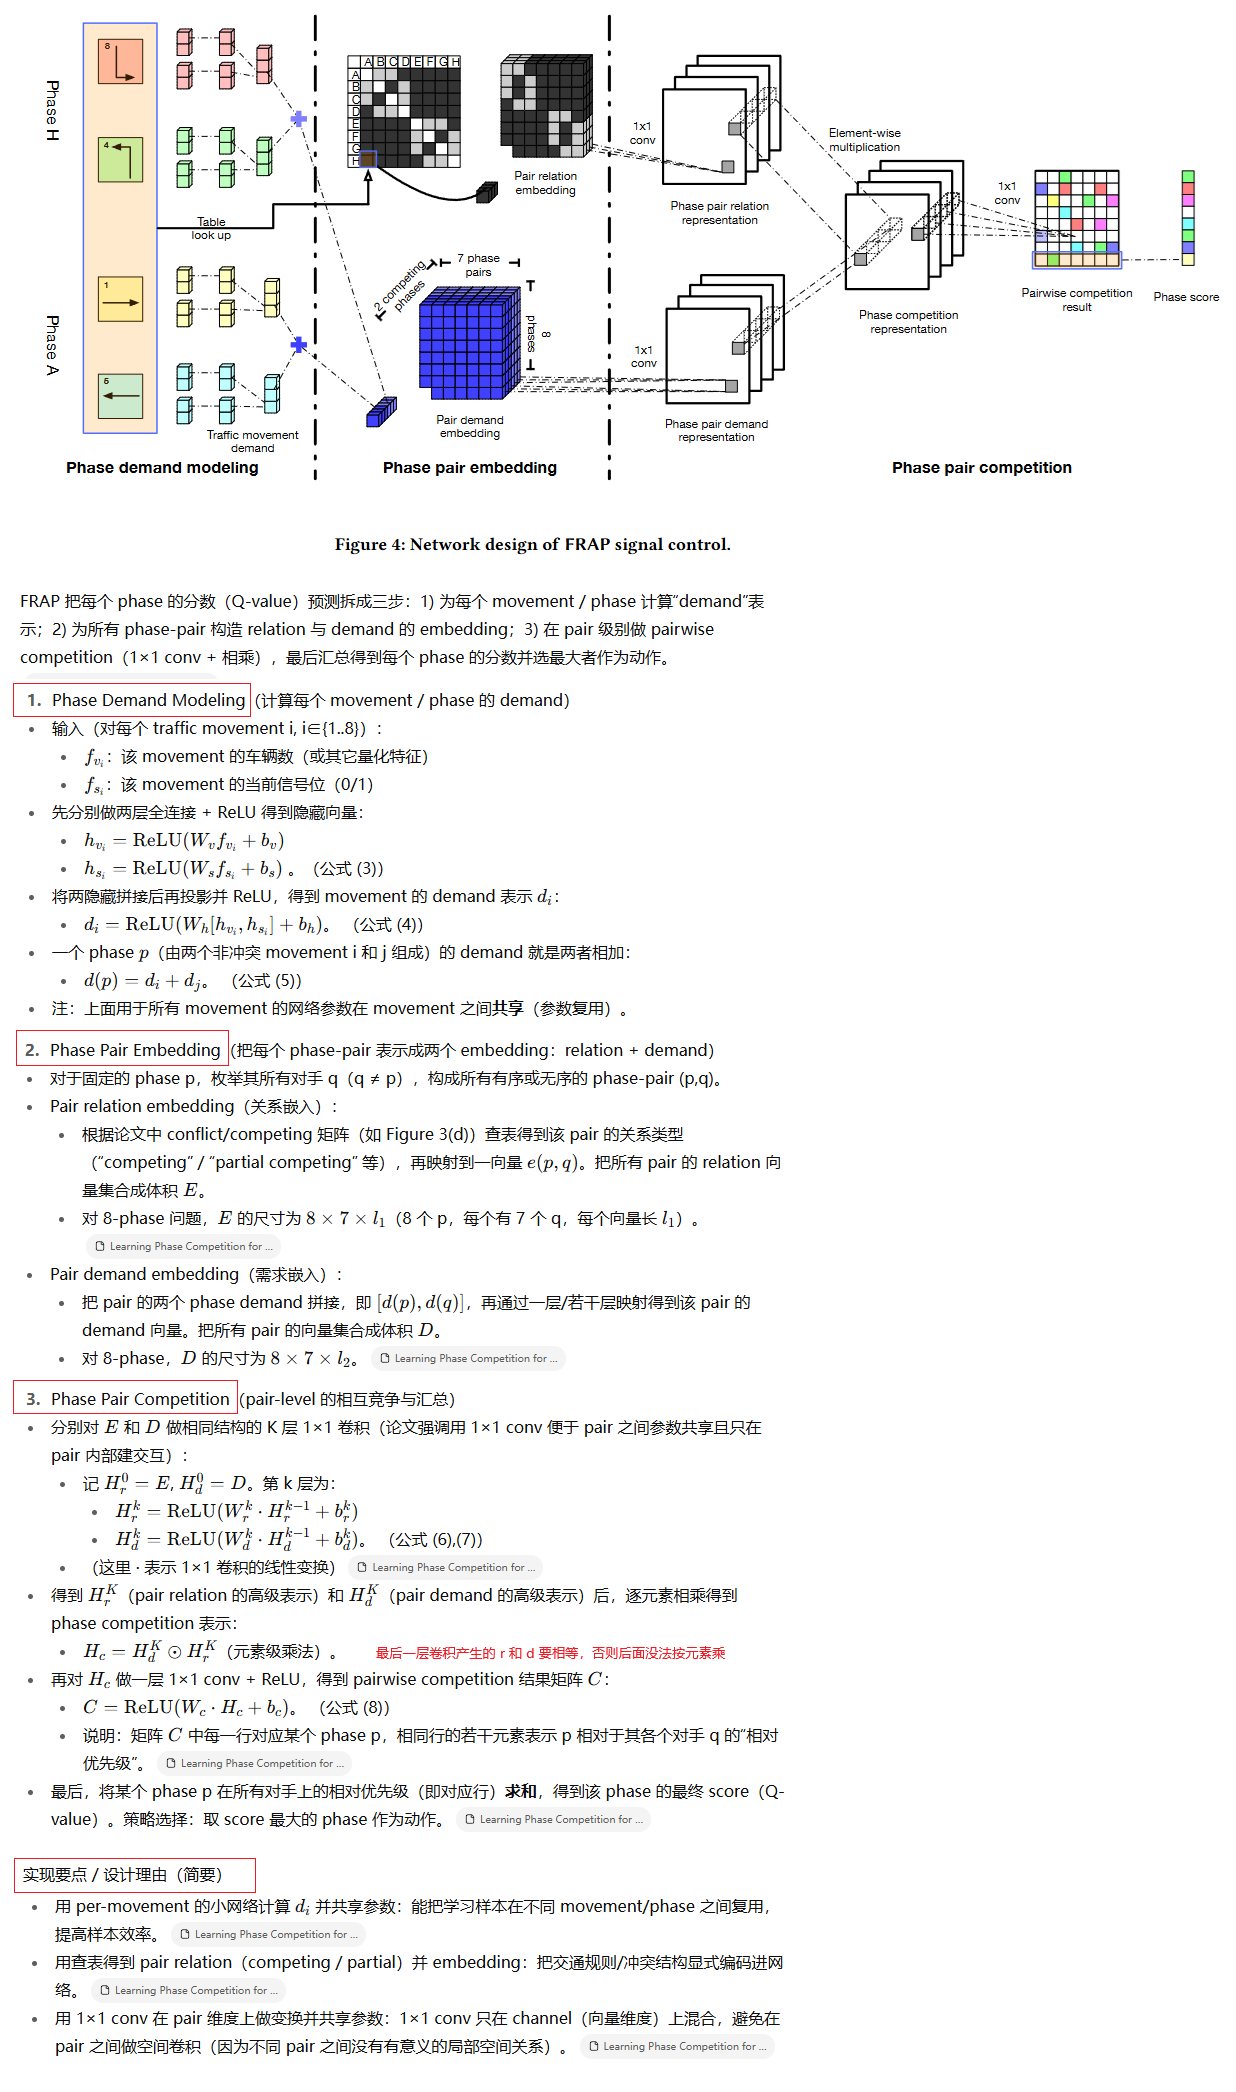 Phase H
8
4
Table
look up
Phase A
1
5
Traffic movement
demand
Phase demand modeling
A B C D E F G H
A
B
C
D
E
F
G
H
Pair relation
embedding
2 competing
phases
7 phase
pairs
8
phases
Pair demand
embedding
Phase pair embedding
1x1
conv
Phase pair relation
representation
Element-wise
multiplication
1x1
conv
Phase pair demand
representation
Phase competition
representation
1x1
conv
Pairwise competition
result
Phase score
Phase pair competition
Figure 4: Network design of FRAP signal control.
FRAP 把每个 phase 的分数（Q-value）预测拆成三步：1) 为每个 movement / phase 计算“demand”表
示；2) 为所有 phase-pair 构造 relation 与 demand 的 embedding；3) 在 pair 级别做 pairwise
competition（1×1 conv + 相乘），最后汇总得到每个 phase 的分数并选最大者作为动作。
1. Phase Demand Modeling (计算每个 movement / phase 的 demand）
• 输入（对每个 traffic movement i, i∈{1..8}）：
• $f_{v_i}$：该 movement 的车辆数（或其它量化特征）
• $f_{s_i}$：该 movement 的当前信号位（0/1）
• 先分别做两层全连接 + ReLU 得到隐藏向量：
• $h_{v_i} = \mathrm{ReLU}(W_v f_{v_i} + b_v)$
• $h_{s_i} = \mathrm{ReLU}(W_s f_{s_i} + b_s)$ 。（公式 (3)）
• 将两隐藏拼接后再投影并 ReLU，得到 movement 的 demand 表示 $d_i$：
• $d_i = \mathrm{ReLU}(W_h[h_{v_i}, h_{s_i}] + b_h)$。 （公式 (4)）
• 一个 phase $p$（由两个非冲突 movement i 和 j 组成）的 demand 就是两者相加：
• $d(p) = d_i + d_j$。 （公式 (5)）
• 注：上面用于所有 movement 的网络参数在 movement 之间共享（参数复用）。
2. Phase Pair Embedding (把每个 phase-pair 表示成两个 embedding：relation + demand）
• 对于固定的 phase p，枚举其所有对手 q（q ≠ p），构成所有有序或无序的 phase-pair (p,q)。
• Pair relation embedding（关系嵌入）：
• 根据论文中 conflict/competing 矩阵（如 Figure 3(d)）查表得到该 pair 的关系类型
（“competing” / “partial competing” 等），再映射到一向量 $e(p, q)$。把所有 pair 的 relation 向
量集合成体积 $E$。
• 对 8-phase 问题，$E$ 的尺寸为 $8 \times 7 \times l_1$（8 个 p，每个有 7 个 q，每个向量长 $l_1$）。
Learning Phase Competition for ...
• Pair demand embedding（需求嵌入）：
• 把 pair 的两个 phase demand 拼接，即 $[d(p), d(q)]$，再通过一层/若干层映射得到该 pair 的
demand 向量。把所有 pair 的向量集合成体积 $D$。
• 对 8-phase，$D$ 的尺寸为 $8 \times 7 \times l_2$。 Learning Phase Competition for ...
3. Phase Pair Competition (pair-level 的相互竞争与汇总）
• 分别对 $E$ 和 $D$ 做相同结构的 K 层 1×1 卷积（论文强调用 1×1 conv 便于 pair 之间参数共享且只在
pair 内部建交互）：
• 记 $H_r^0 = E$, $H_d^0 = D$。第 k 层为：
• $H_r^k = \mathrm{ReLU}(W_r^k \cdot H_r^{k-1} + b_r^k)$
• $H_d^k = \mathrm{ReLU}(W_d^k \cdot H_d^{k-1} + b_d^k)$。 （公式 (6),(7)）
• （这里 · 表示 1×1 卷积的线性变换） Learning Phase Competition for ...
• 得到 $H_r^K$（pair relation 的高级表示）和 $H_d^K$（pair demand 的高级表示）后，逐元素相乘得到
phase competition 表示：
• $H_c = H_d^K \odot H_r^K$（元素级乘法）。 最后一层卷积产生的 r 和 d 要相等，否则后面没法按元素乘
• 再对 $H_c$ 做一层 1×1 conv + ReLU，得到 pairwise competition 结果矩阵 $C$：
• $C = \mathrm{ReLU}(W_c \cdot H_c + b_c)$。 （公式 (8)）
• 说明：矩阵 $C$ 中每一行对应某个 phase p，相同行的若干元素表示 p 相对于其各个对手 q 的“相对
优先级”。 Learning Phase Competition for ...
• 最后，将某个 phase p 在所有对手上的相对优先级（即对应行）求和，得到该 phase 的最终 score（Q-
value）。策略选择：取 score 最大的 phase 作为动作。 Learning Phase Competition for ...
实现要点 / 设计理由（简要）
• 用 per-movement 的小网络计算 $d_i$ 并共享参数：能把学习样本在不同 movement/phase 之间复用，
提高样本效率。 Learning Phase Competition for ...
• 用查表得到 pair relation（competing / partial）并 embedding：把交通规则/冲突结构显式编码进网
络。 Learning Phase Competition for ...
• 用 1×1 conv 在 pair 维度上做变换并共享参数：1×1 conv 只在 channel（向量维度）上混合，避免在
pair 之间做空间卷积（因为不同 pair 之间没有有意义的局部空间关系）。 Learning Phase Competition for ...